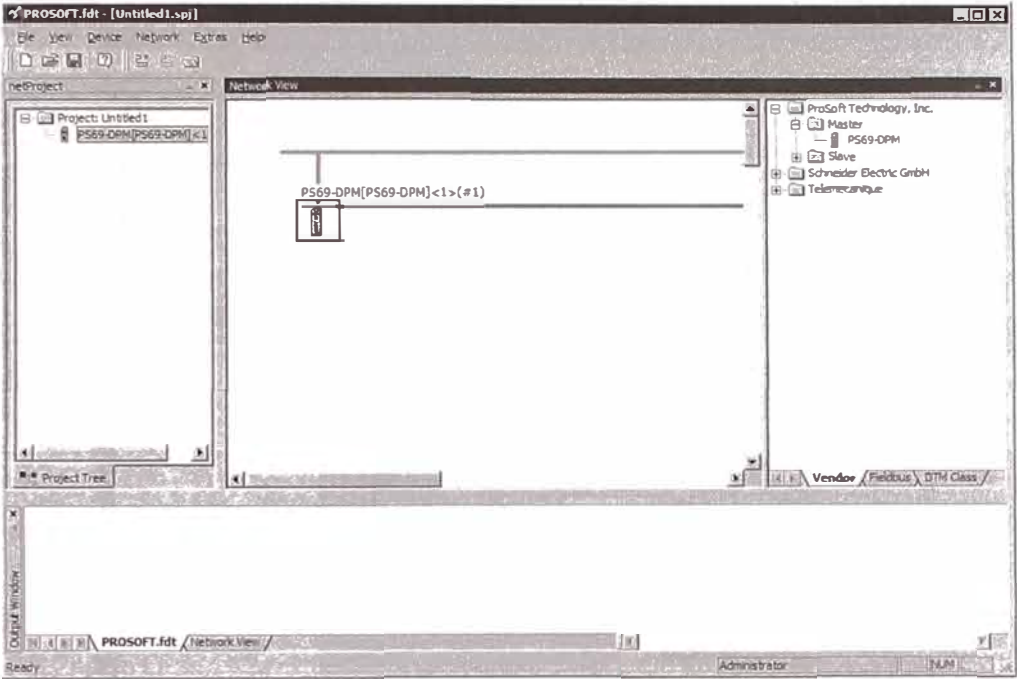 PROSOFT.fdt - [Untitled1.spj]
File View Device Network Extras Help
netProject
Network View
Project: Untitled1
PS69-DPM[PS69-DPM]<1
PS69-DPM[PS69-DPM]<1>(#1)
ProSoft Technology, Inc.
Master
PS69-DPM
Slave
Schneider Electric GmbH
Telemecanique
Project Tree
Vendor Fieldbus DTM Class
Output Window
PROSOFT.fdt Network View
Ready
Administrator
NUM